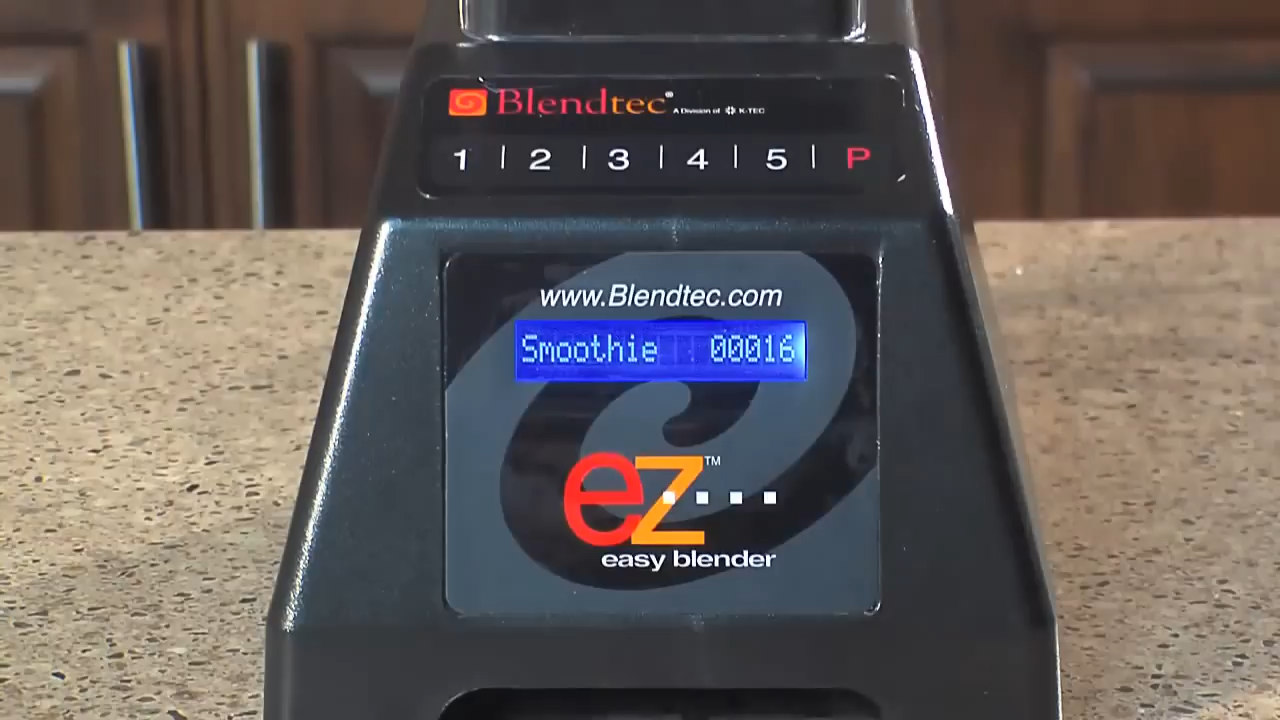 Blendtec® A Division of K-TEC
1 | 2 | 3 | 4 | 5 | P
www.Blendtec.com
Smoothie 00016
ez™
easy blender